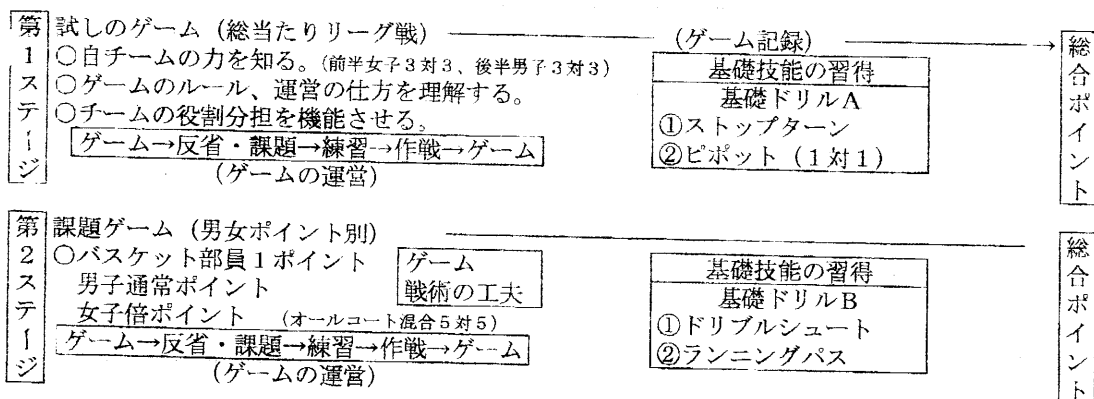 第1ステージ
試しのゲーム（総当たりリーグ戦）
（ゲーム記録）
○自チームの力を知る。（前半女子3対3、後半男子3対3）
○ゲームのルール、運営の仕方を理解する。
○チームの役割分担を機能させる。
ゲーム→反省・課題→練習→作戦→ゲーム
（ゲームの運営）
基礎技能の習得
基礎ドリルA
①ストップターン
②ピポット（1対1）
総合ポイント
第2ステージ
課題ゲーム（男女ポイント別）
○バスケット部員1ポイント
男子通常ポイント
女子倍ポイント （オールコート混合5対5）
ゲーム
戦術の工夫
ゲーム→反省・課題→練習→作戦→ゲーム
（ゲームの運営）
基礎技能の習得
基礎ドリルB
①ドリブルシュート
②ランニングパス
総合ポイント